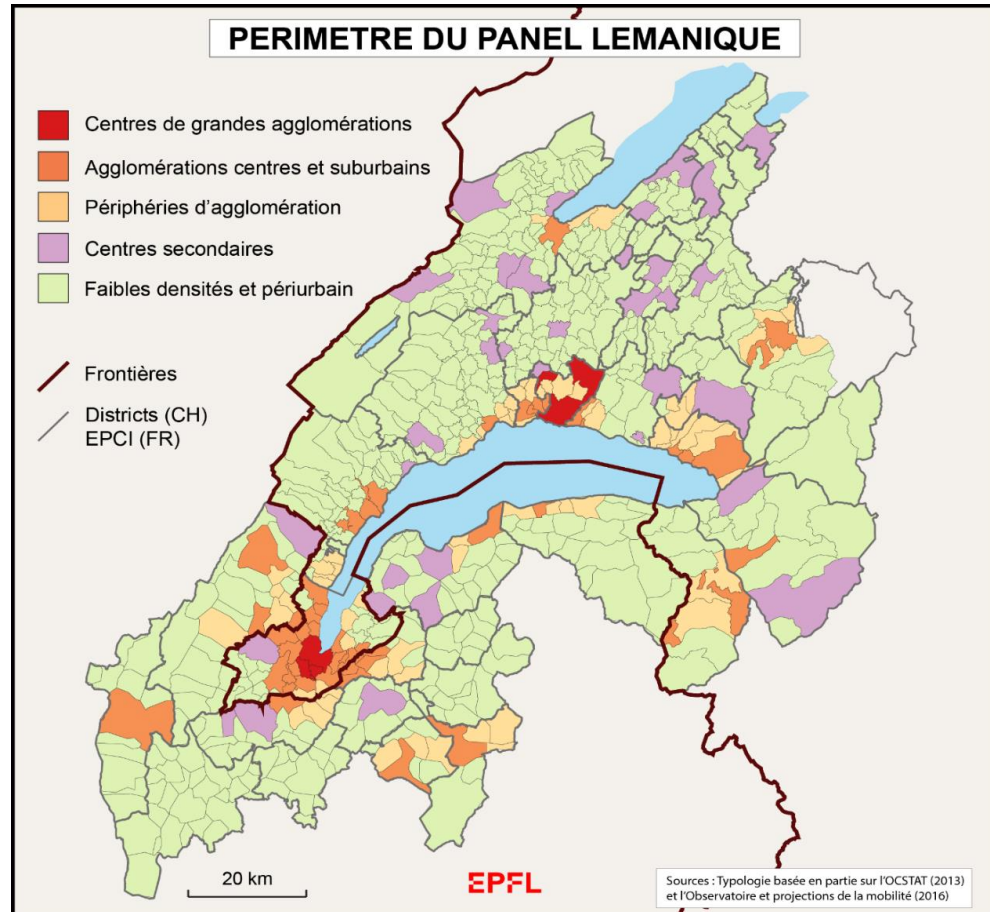 PERIMETRE DU PANEL LEMANIQUE
Centres de grandes agglomérations
Agglomérations centres et suburbains
Périphéries d'agglomération
Centres secondaires
Faibles densités et périurbain
Frontières
Districts (CH)
EPCI (FR)
20 km
EPFL
Sources : Typologie basée en partie sur l'OCSTAT (2013)
et l'Observatoire et projections de la mobilité (2016)